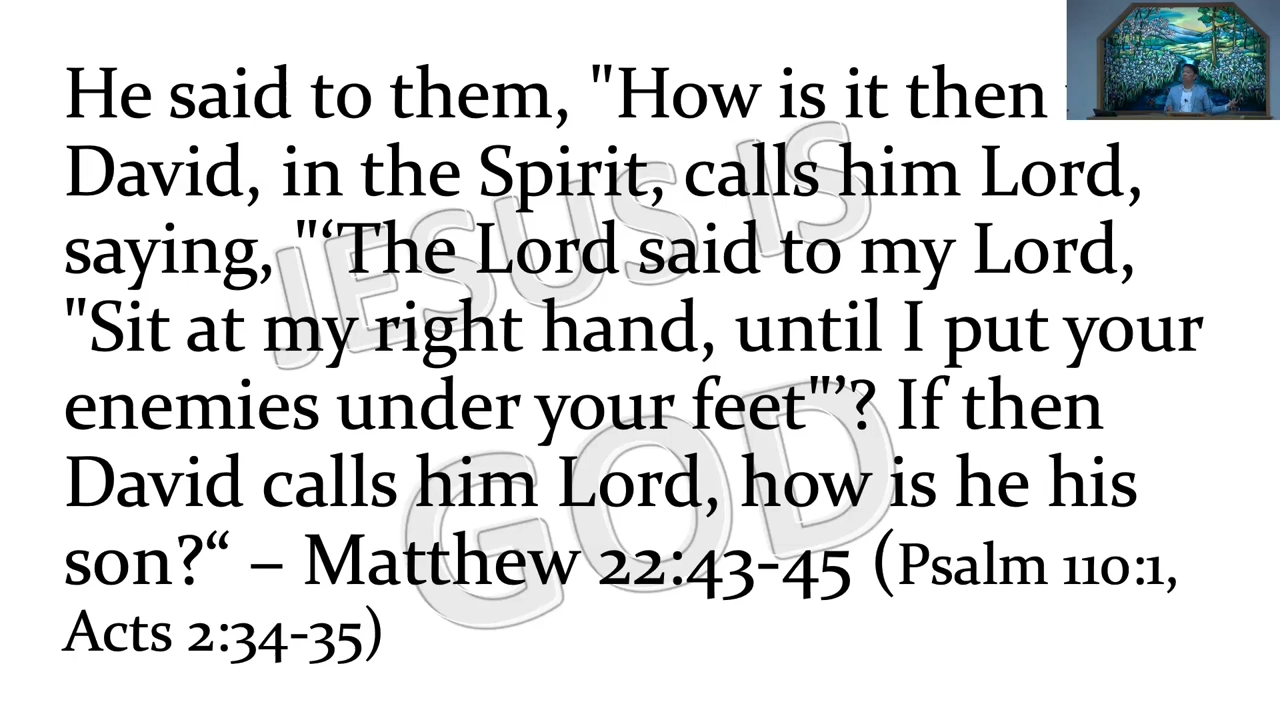 He said to them, "How is it then
David, in the Spirit, calls him Lord,
saying, "‘The Lord said to my Lord,
"Sit at my right hand, until I put your
enemies under your feet"’? If then
David calls him Lord, how is he his
son?“ – Matthew 22:43-45 (Psalm 110:1,
Acts 2:34-35)
JESUS IS
GOD